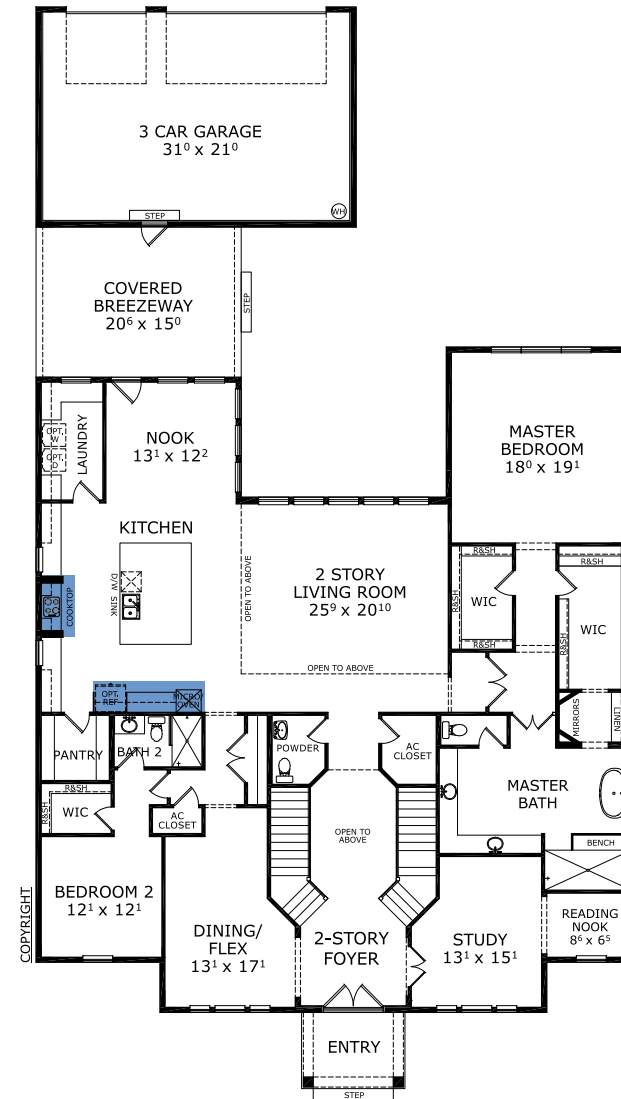 3 CAR GARAGE
31⁰ x 21⁰
STEP
WH
COVERED
BREEZEWAY
20⁶ x 15⁰
STEP
OPT.
W
OPT.
D
LAUNDRY
NOOK
13¹ x 12²
MASTER
BEDROOM
18⁰ x 19¹
KITCHEN
COOKTOP
D/W SINK
OPEN TO ABOVE
2 STORY
LIVING ROOM
25⁹ x 20¹⁰
OPEN TO ABOVE
R&SH
R&SH
WIC
R&SH
R&SH
R&SH
WIC
OPT.
REF
MICRO/
OVEN
MIRRORS
LINEN
PANTRY
BATH 2
POWDER
AC
CLOSET
R&SH
R&SH
WIC
AC
CLOSET
OPEN TO
ABOVE
MASTER
BATH
BENCH
COPYRIGHT
BEDROOM 2
12¹ x 12¹
DINING/
FLEX
13¹ x 17¹
2-STORY
FOYER
STUDY
13¹ x 15¹
READING
NOOK
8⁶ x 6⁵
ENTRY
STEP